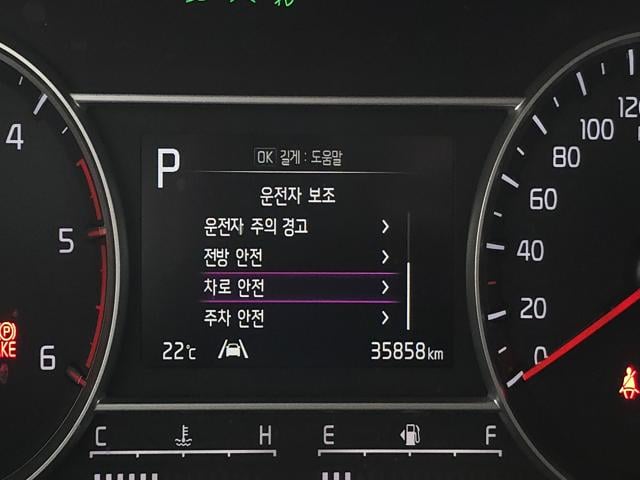 P
OK 길게 : 도움말
운전자 보조
운전자 주의 경고
전방 안전
차로 안전
주차 안전
22℃ 35858 km
4
5
6
120
100
80
60
40
20
0
C H E F